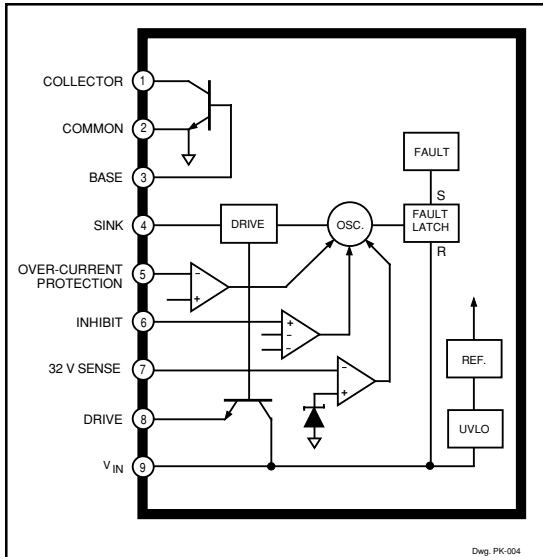 COLLECTOR 1
COMMON 2
BASE 3
SINK 4
OVER-CURRENT
PROTECTION 5
INHIBIT 6
32 V SENSE 7
DRIVE 8
V IN 9
DRIVE
OSC.
FAULT
S
FAULT
LATCH
R
− +
+ − −
− +
REF.
UVLO
Dwg. PK-004